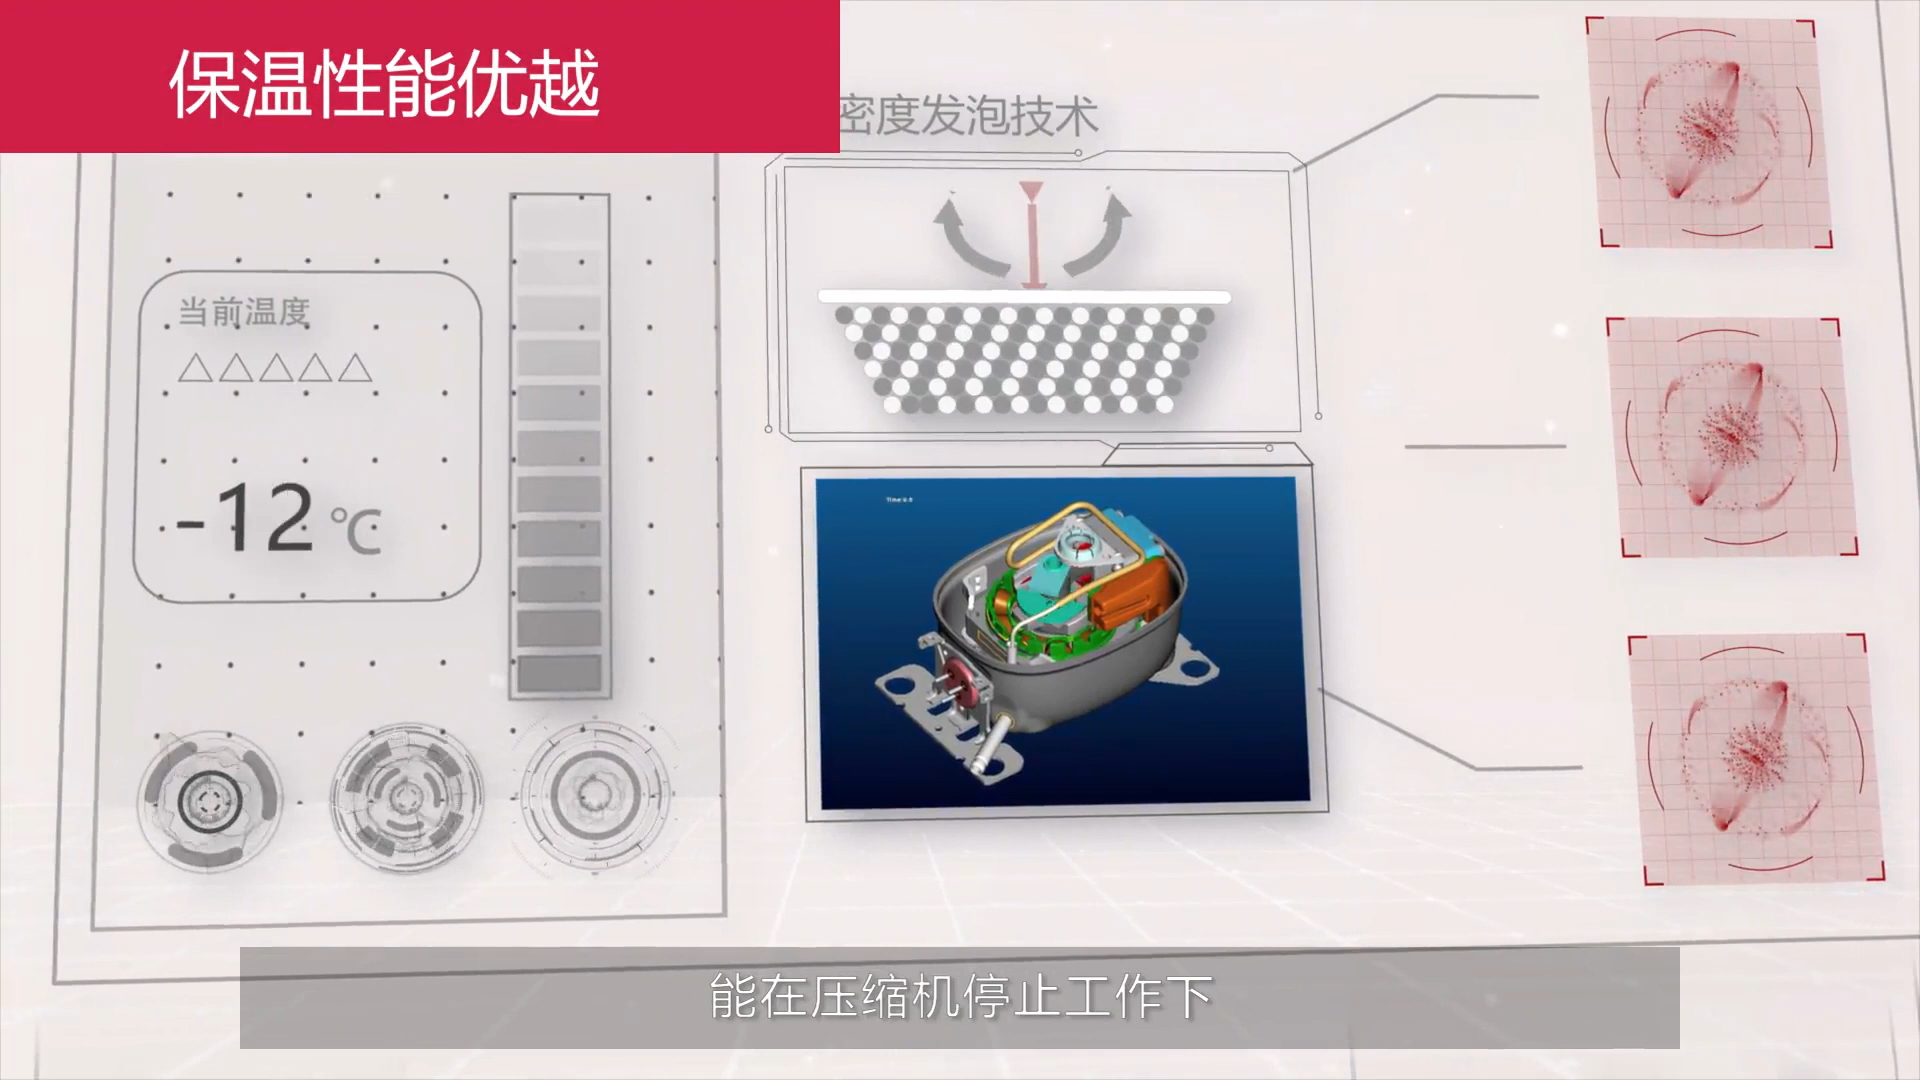 保温性能优越
密度发泡技术
当前温度
-12 ℃
能在压缩机停止工作下